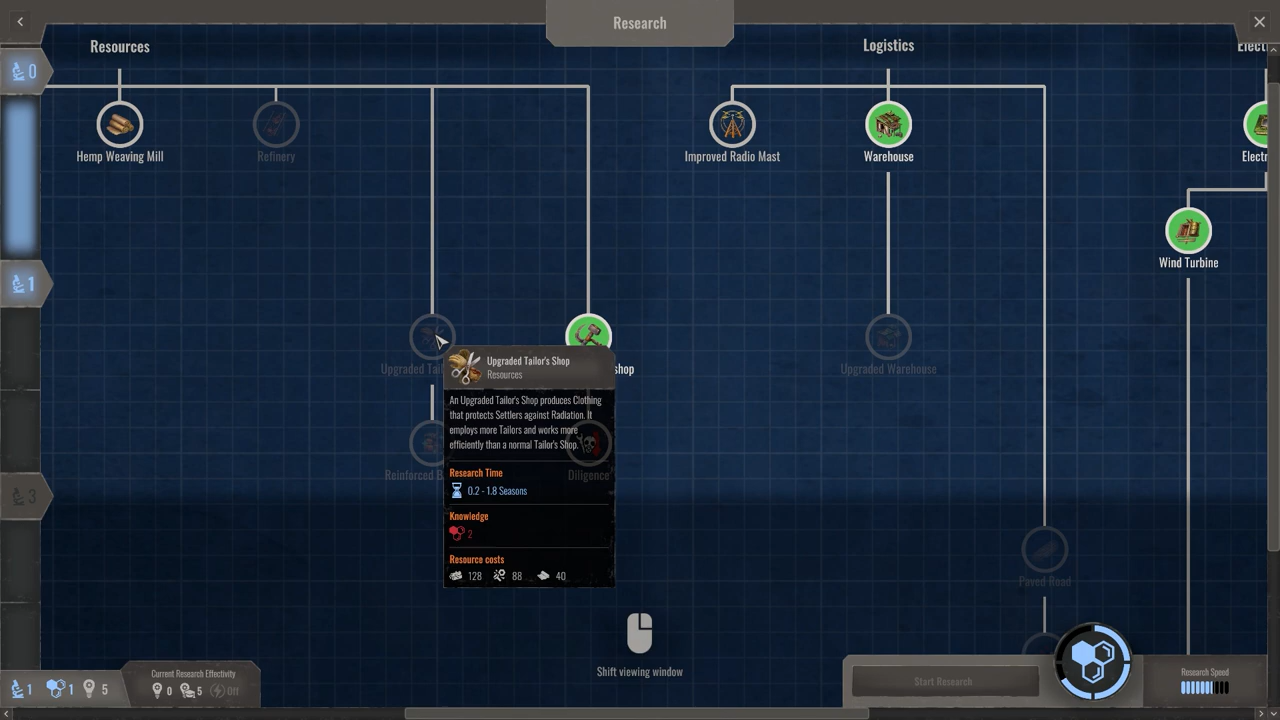 Research
Resources
Logistics
Hemp Weaving Mill
Refinery
Improved Radio Mast
Warehouse
Electr
0
Wind Turbine
1
Upgraded Tail
shop
Upgraded Warehouse
Upgraded Tailor's Shop
Resources
An Upgraded Tailor's Shop produces Clothing
that protects Settlers against Radiation. It
employs more Tailors and works more
efficiently than a normal Tailor's Shop.
Reinforced B
Diligence
Research Time
0.2 - 1.8 Seasons
Knowledge
2
Resource costs
128 88 40
3
Paved Road
Shift viewing window
1 1 5
Current Research Effectivity
0 5 Off
Start Research
Research Speed